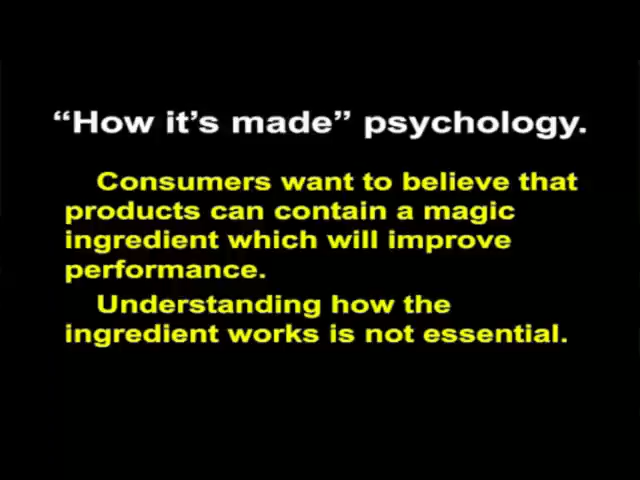 “How it’s made” psychology.
Consumers want to believe that
products can contain a magic
ingredient which will improve
performance.
Understanding how the
ingredient works is not essential.